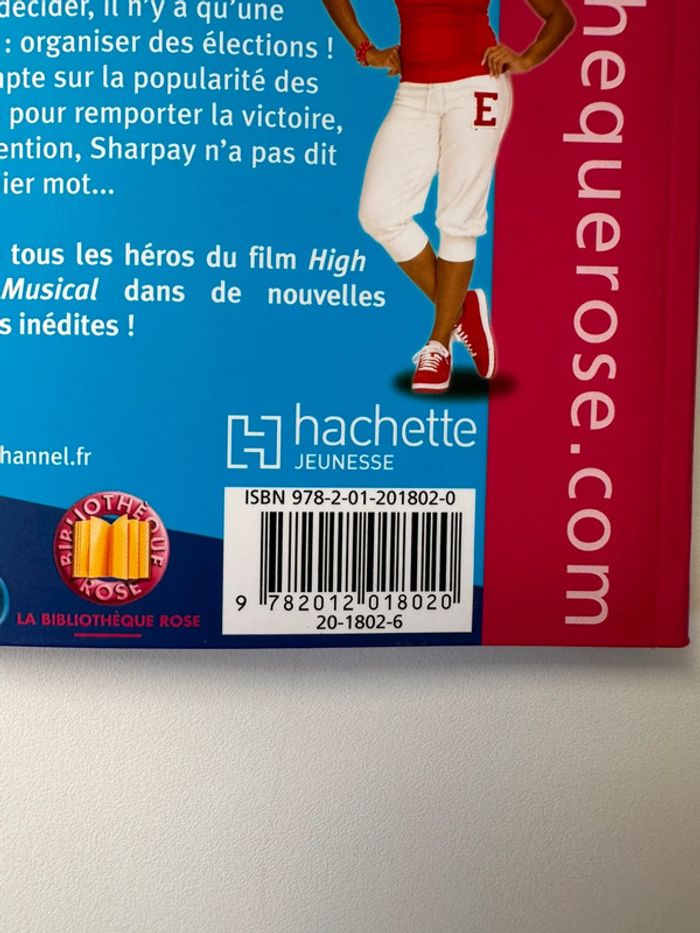 décider, il n'y a qu'une
: organiser des élections !
mpte sur la popularité des
pour remporter la victoire,
ention, Sharpay n'a pas dit
ier mot...
tous les héros du film High
Musical dans de nouvelles
s inédites !
hannel.fr
E
hachette
JEUNESSE
BIBLIOTHÈQUE
ROSE
LA BIBLIOTHÈQUE ROSE
ISBN 978-2-01-201802-0
9 782012 018020
20-1802-6
hequerose.com